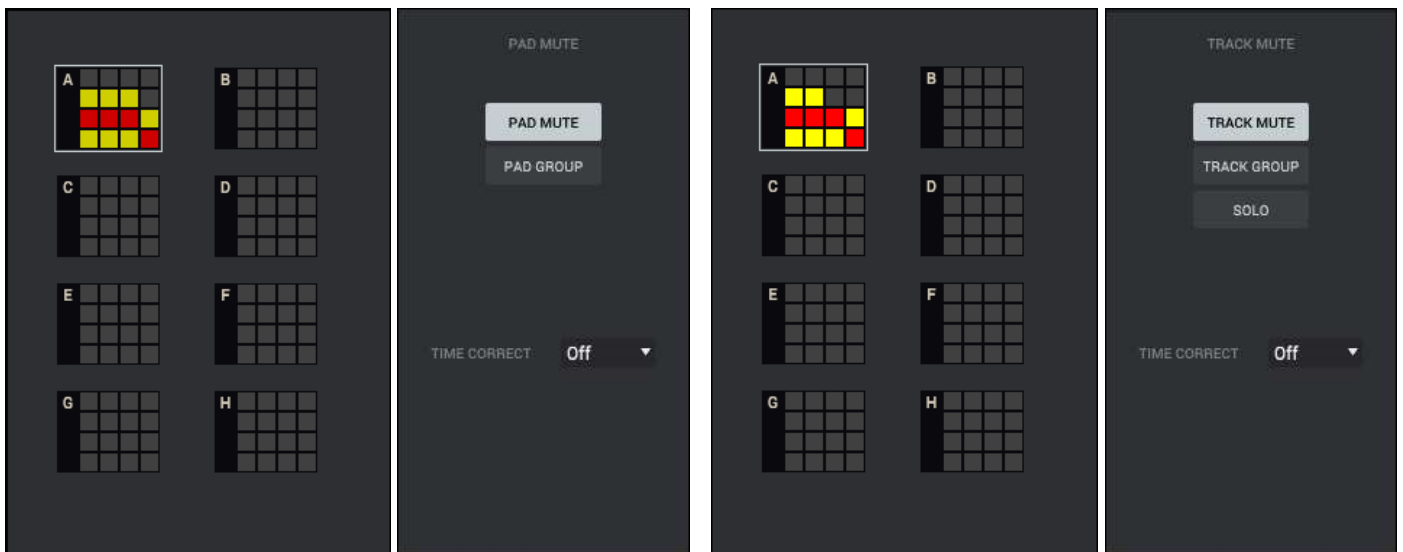 A
B
C
D
E
F
G
H
PAD MUTE
PAD MUTE
PAD GROUP
TIME CORRECT Off
A
B
C
D
E
F
G
H
TRACK MUTE
TRACK MUTE
TRACK GROUP
SOLO
TIME CORRECT Off